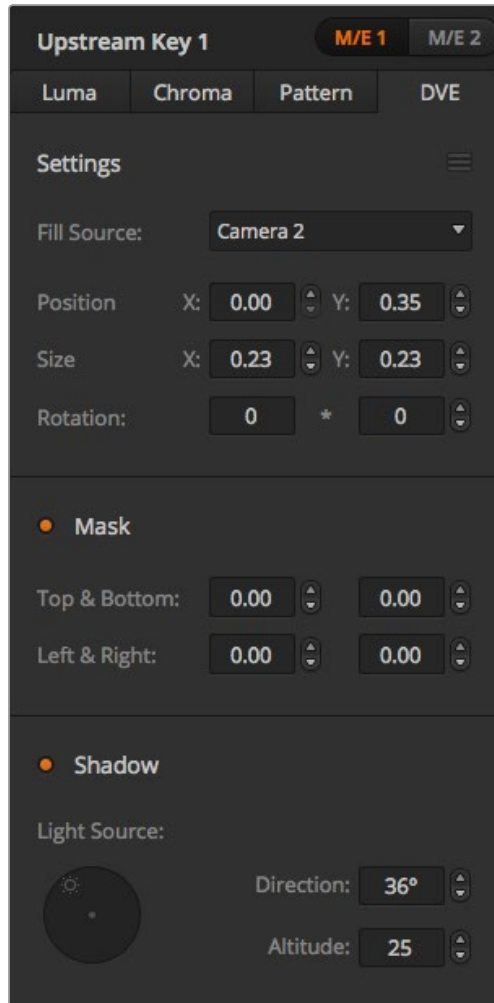 Upstream Key 1 M/E 1 M/E 2
Luma Chroma Pattern DVE
Settings
Fill Source: Camera 2
Position X: 0.00 Y: 0.35
Size X: 0.23 Y: 0.23
Rotation: 0 * 0
Mask
Top & Bottom: 0.00 0.00
Left & Right: 0.00 0.00
Shadow
Light Source:
Direction: 36º
Altitude: 25